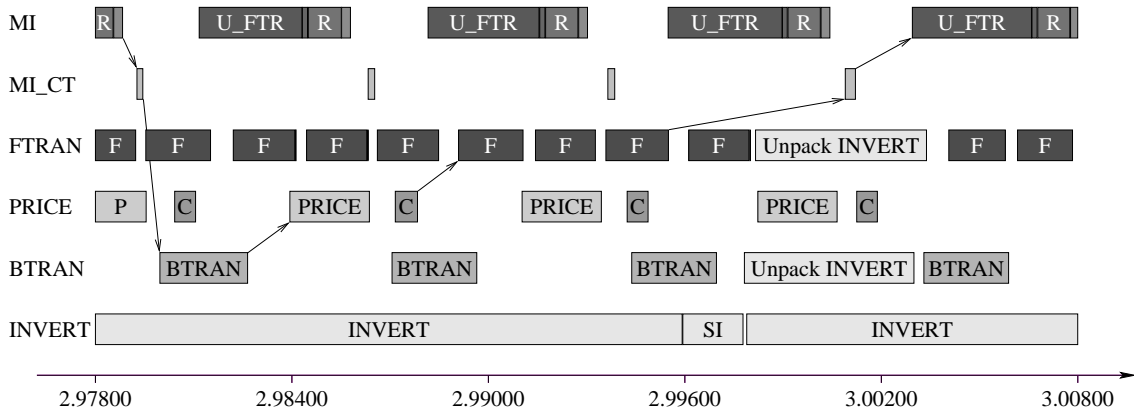 MI R U_FTR R U_FTR R U_FTR R U_FTR R
MI_CT
FTRAN F F F F F F F F F Unpack INVERT F F
PRICE P C PRICE C PRICE C PRICE C
BTRAN BTRAN BTRAN BTRAN Unpack INVERT BTRAN
INVERT INVERT SI INVERT
2.97800 2.98400 2.99000 2.99600 3.00200 3.00800